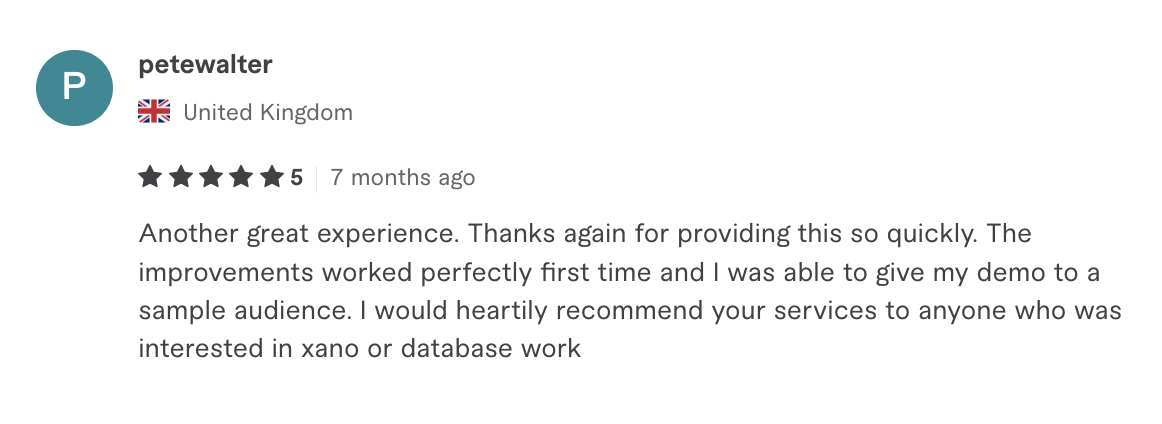 P
petewalter
United Kingdom
5 7 months ago
Another great experience. Thanks again for providing this so quickly. The
improvements worked perfectly first time and I was able to give my demo to a
sample audience. I would heartily recommend your services to anyone who was
interested in xano or database work